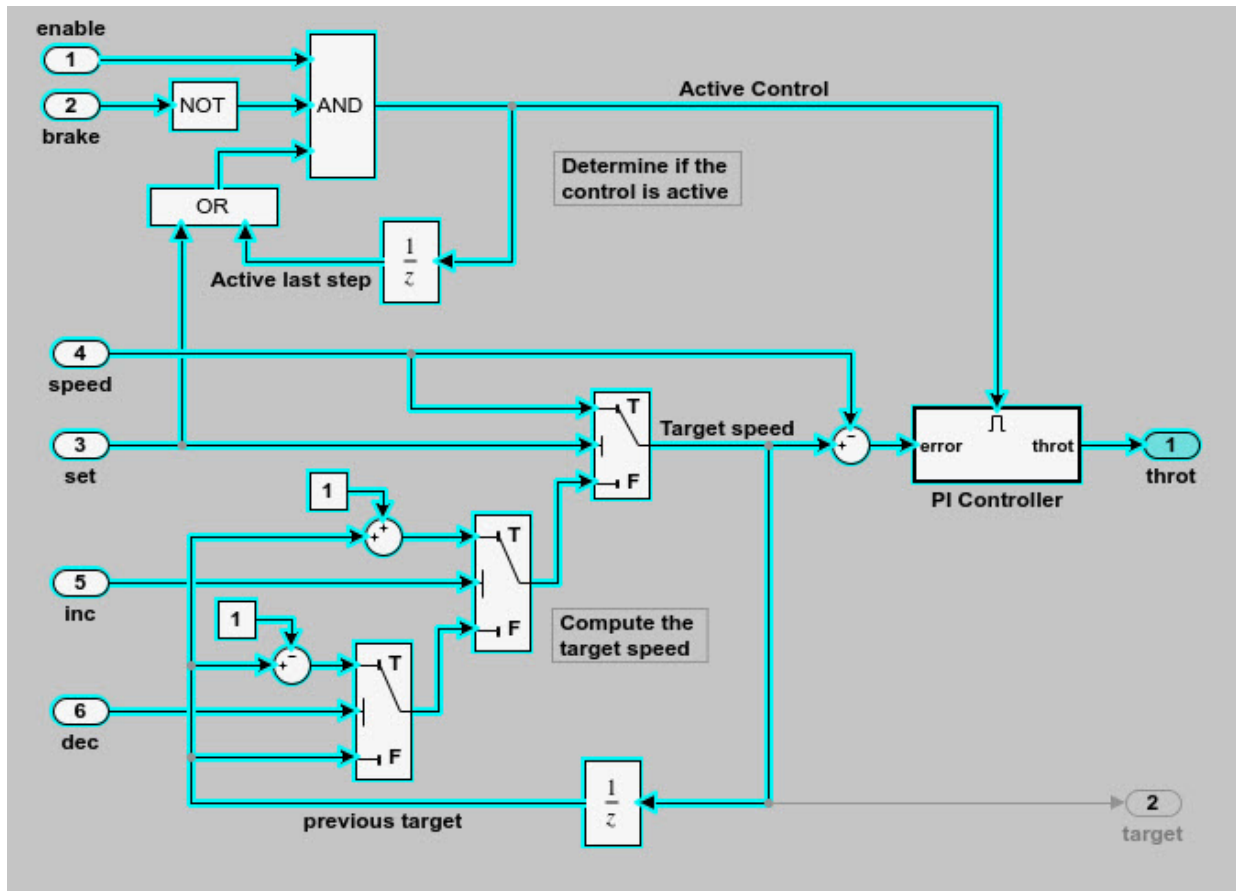 enable
1
2
brake
NOT
AND
OR
Active Control
Determine if the
control is active
1
z
Active last step
4
speed
3
set
T
F
Target speed
+
−
error
throt
PI Controller
1
throt
1
+
+
T
F
5
inc
1
+
−
T
F
Compute the
target speed
6
dec
1
z
previous target
2
target